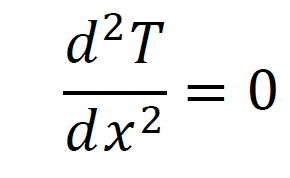 d²T/dx² = 0